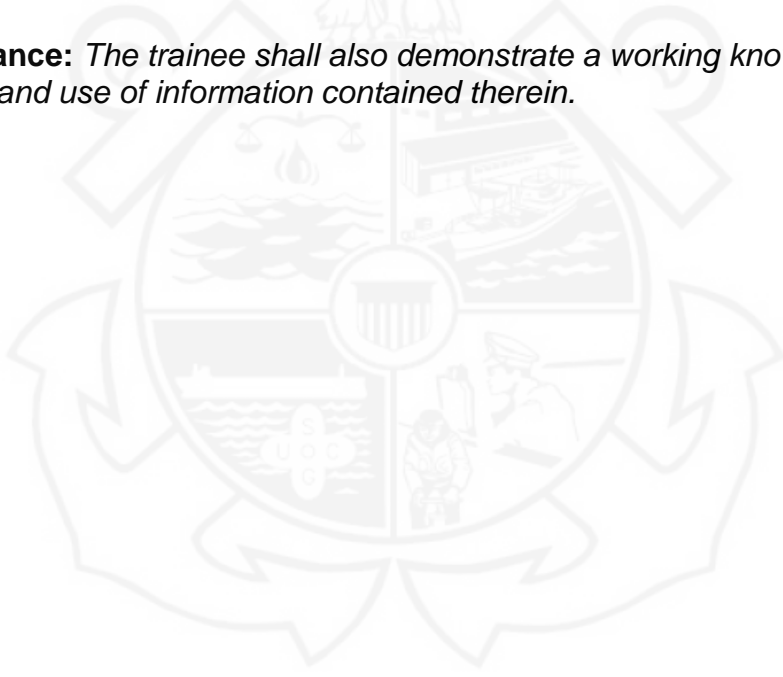 ance: The trainee shall also demonstrate a working kno
and use of information contained therein.
S
U O C
G